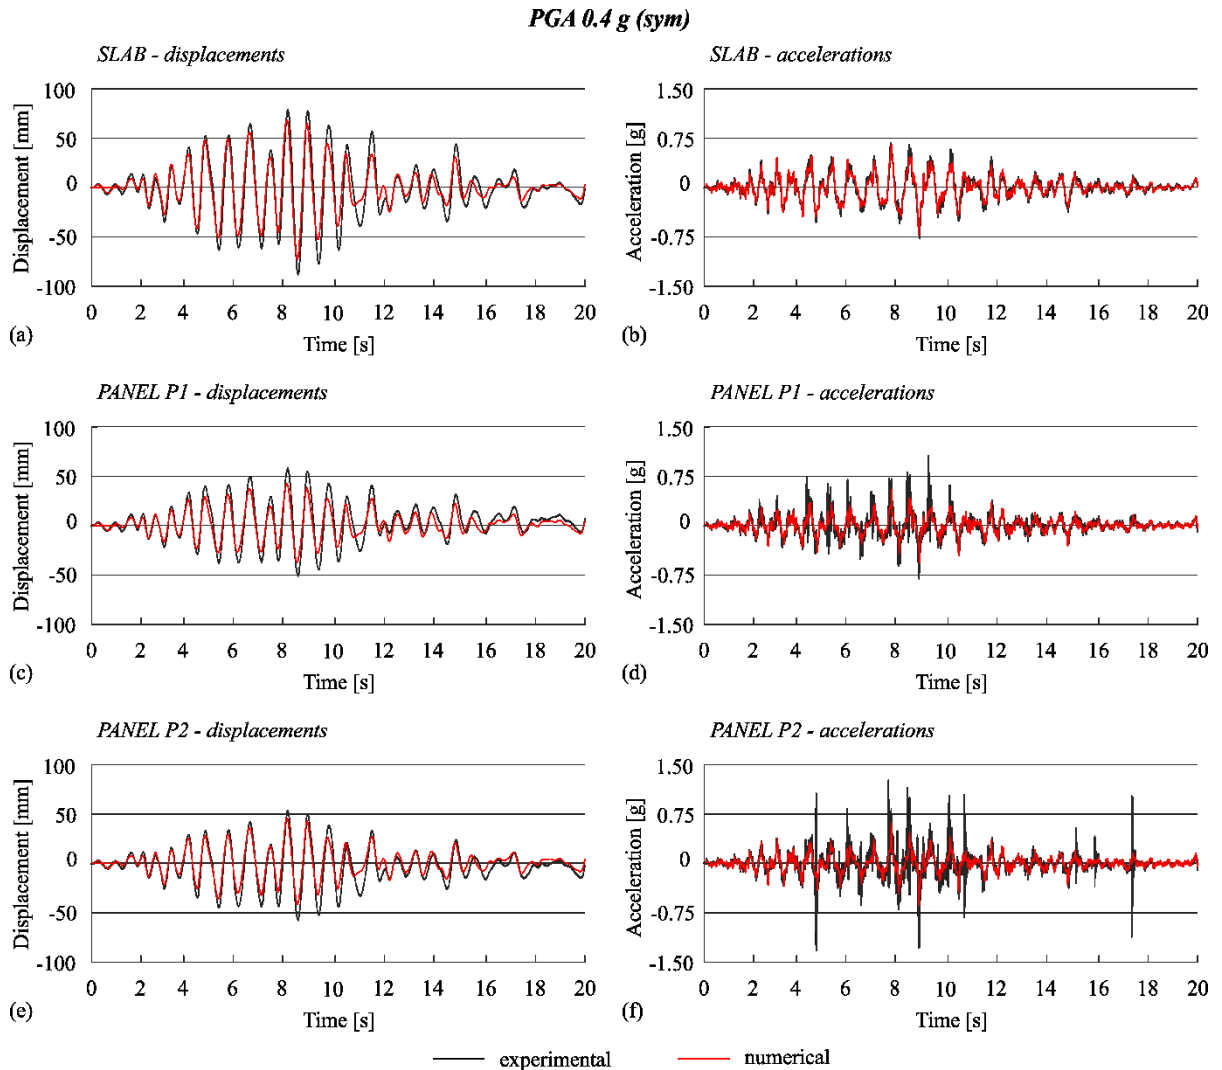 PGA 0.4 g (sym)
SLAB - displacements
Displacement [mm]
100
50
0
-50
-100
0 2 4 6 8 10 12 14 16 18 20
Time [s]
(a)
SLAB - accelerations
Acceleration [g]
1.50
0.75
0
-0.75
-1.50
0 2 4 6 8 10 12 14 16 18 20
Time [s]
(b)
PANEL P1 - displacements
Displacement [mm]
100
50
0
-50
-100
0 2 4 6 8 10 12 14 16 18 20
Time [s]
(c)
PANEL P1 - accelerations
Acceleration [g]
1.50
0.75
0
-0.75
-1.50
0 2 4 6 8 10 12 14 16 18 20
Time [s]
(d)
PANEL P2 - displacements
Displacement [mm]
100
50
0
-50
-100
0 2 4 6 8 10 12 14 16 18 20
Time [s]
(e)
PANEL P2 - accelerations
Acceleration [g]
1.50
0.75
0
-0.75
-1.50
0 2 4 6 8 10 12 14 16 18 20
Time [s]
(f)
experimental
numerical